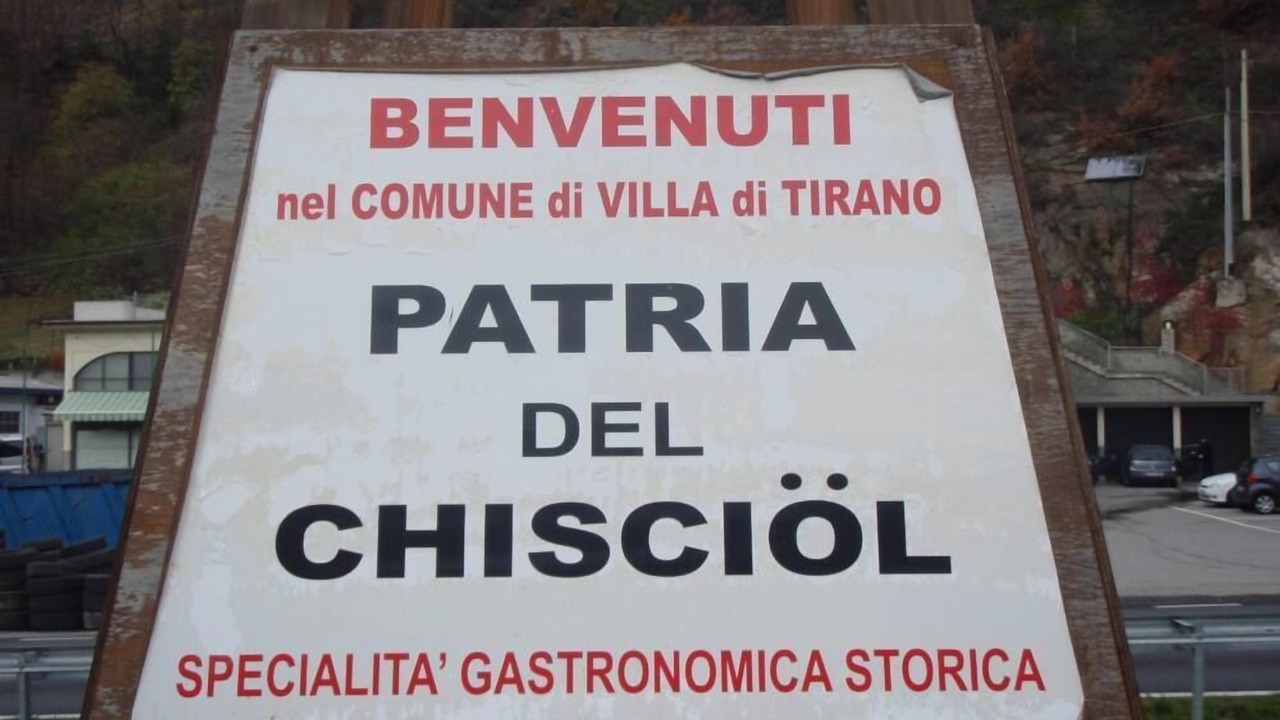 BENVENUTI
nel COMUNE di VILLA di TIRANO
PATRIA
DEL
CHISCIÖL
SPECIALITA' GASTRONOMICA STORICA